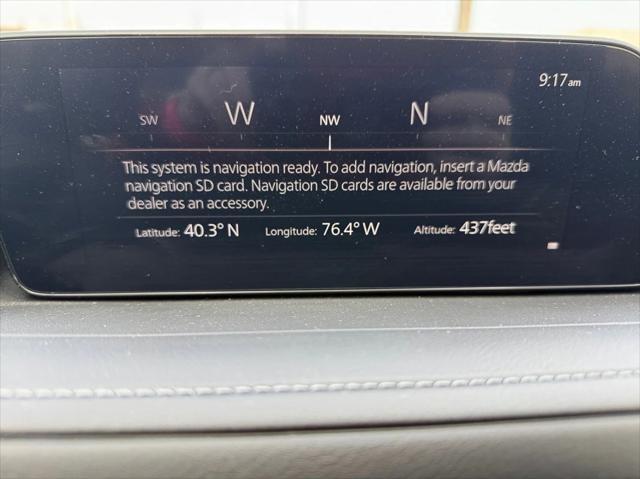 9:17am
SW W NW N NE
This system is navigation ready. To add navigation, insert a Mazda
navigation SD card. Navigation SD cards are available from your
dealer as an accessory.
Latitude: 40.3° N Longitude: 76.4° W Altitude: 437feet